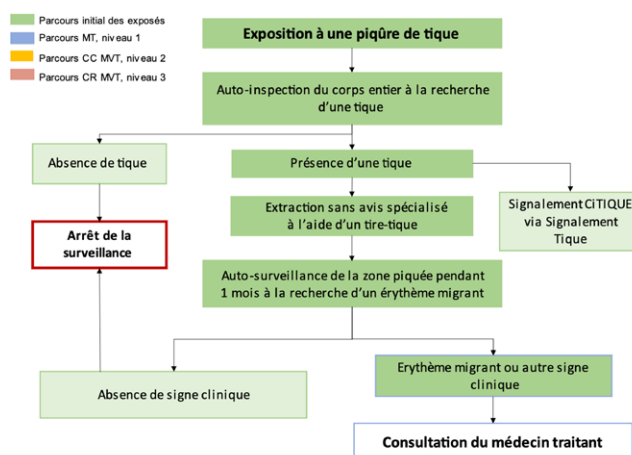 Parcours initial des exposés
Parcours MT, niveau 1
Parcours CC MVT, niveau 2
Parcours CR MVT, niveau 3
Exposition à une piqûre de tique
Auto-inspection du corps entier à la recherche
d'une tique
Absence de tique
Présence d'une tique
Extraction sans avis spécialisé
à l'aide d'un tire-tique
Signalement CiTIQUE
via Signalement
Tique
Arrêt de la
surveillance
Auto-surveillance de la zone piquée pendant
1 mois à la recherche d'un érythème migrant
Absence de signe clinique
Erythème migrant ou autre signe
clinique
Consultation du médecin traitant